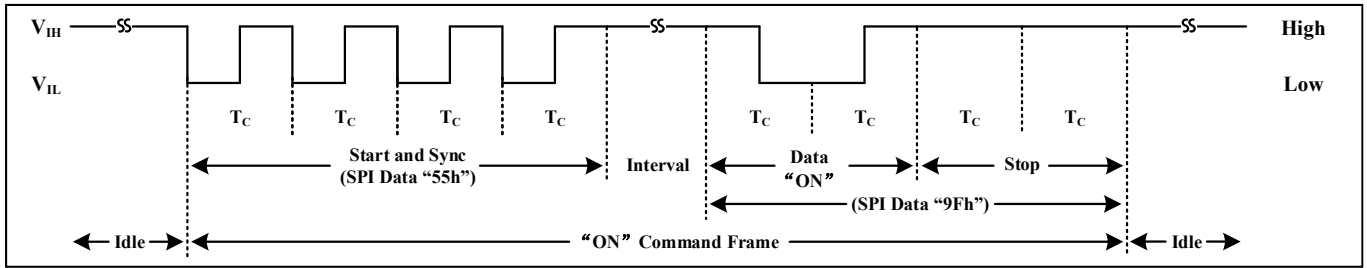 V_IH High
V_IL Low
T_C T_C T_C T_C T_C T_C T_C T_C
Start and Sync
(SPI Data “55h”)
Interval
Data
“ON”
Stop
(SPI Data “9Fh”)
Idle “ON” Command Frame Idle